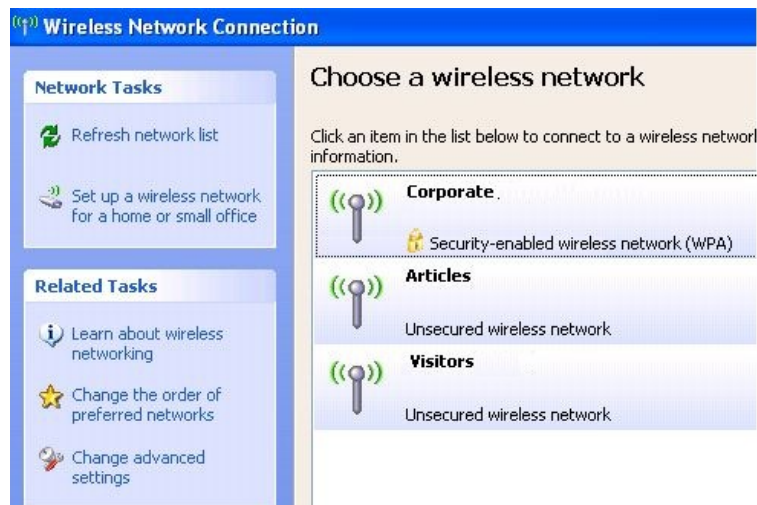 Wireless Network Connection
Network Tasks
Refresh network list
Set up a wireless network
for a home or small office
Related Tasks
Learn about wireless
networking
Change the order of
preferred networks
Change advanced
settings
Choose a wireless network
Click an item in the list below to connect to a wireless networ
information.
Corporate
Security-enabled wireless network (WPA)
Articles
Unsecured wireless network
Visitors
Unsecured wireless network